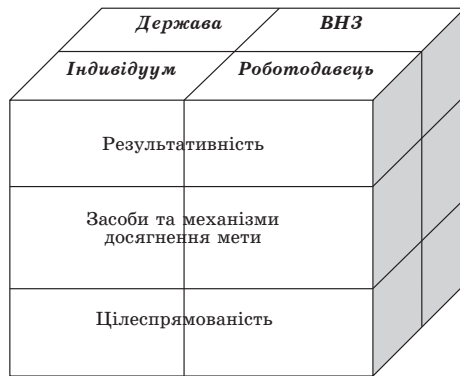 Держава ВНЗ
Індивідуум Роботодавець
Результативність
Засоби та механізми
досягнення мети
Цілеспрямованість